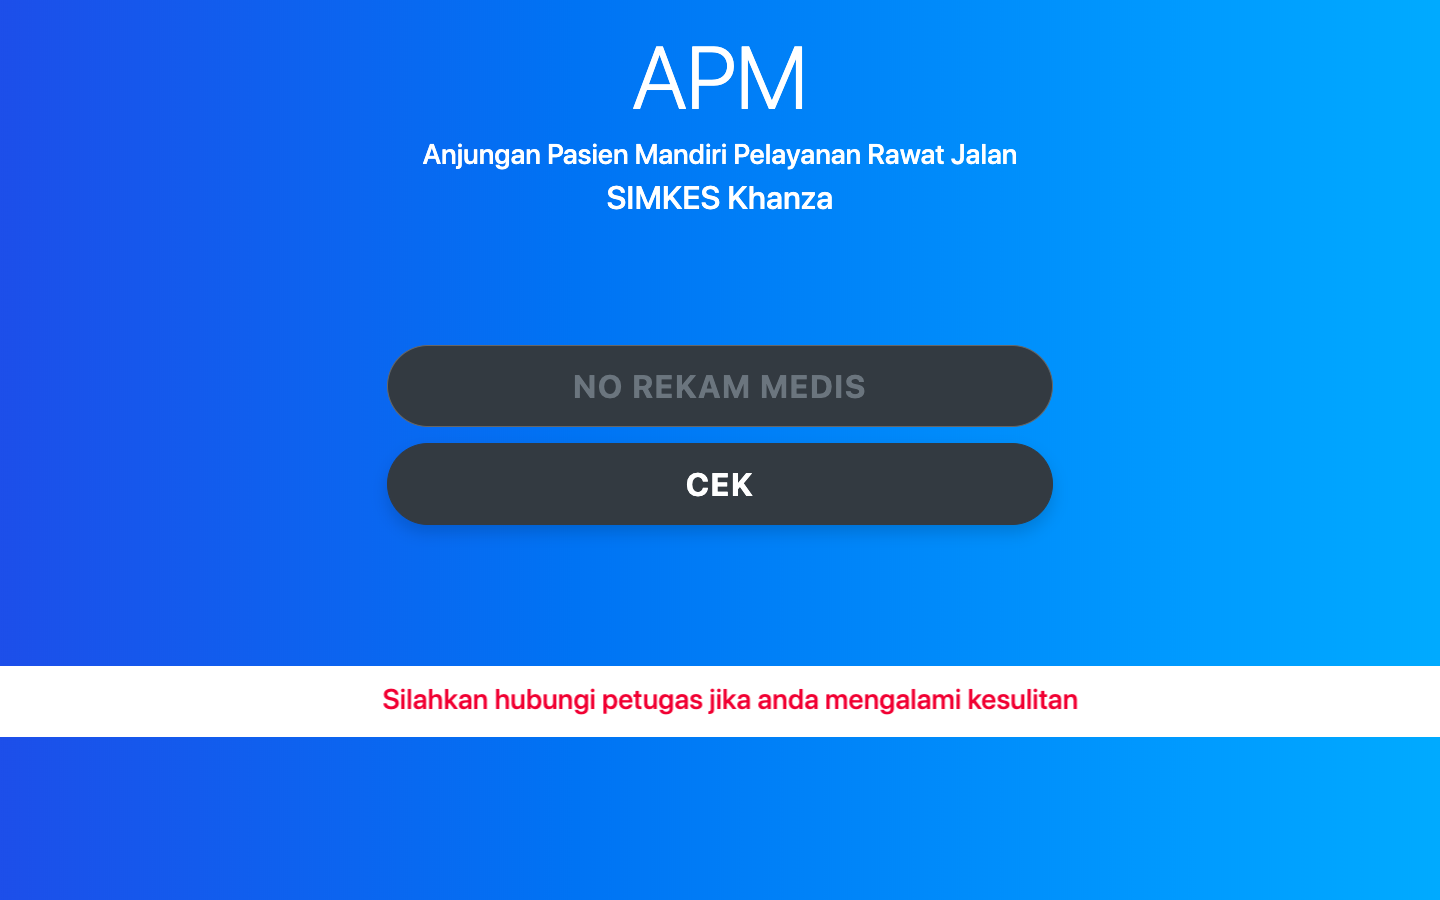 APM
Anjungan Pasien Mandiri Pelayanan Rawat Jalan
SIMKES Khanza
NO REKAM MEDIS
CEK
Silahkan hubungi petugas jika anda mengalami kesulitan